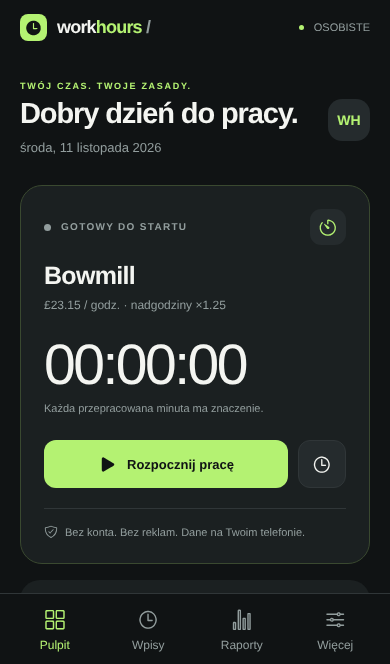 workhours /
OSOBISTE
TWÓJ CZAS. TWOJE ZASADY.
Dobry dzień do pracy.
WH
środa, 11 listopada 2026
GOTOWY DO STARTU
Bowmill
£23.15 / godz. · nadgodziny ×1.25
00:00:00
Każda przepracowana minuta ma znaczenie.
Rozpocznij pracę
Bez konta. Bez reklam. Dane na Twoim telefonie.
Pulpit
Wpisy
Raporty
Więcej